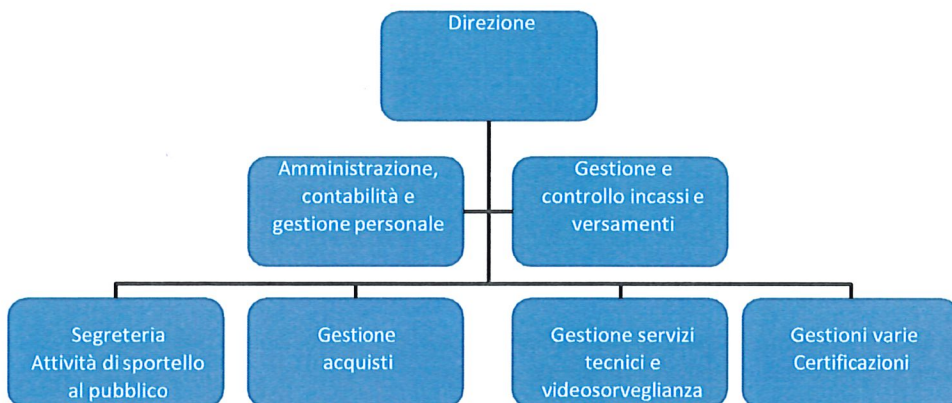 Direzione
Amministrazione,
contabilità e
gestione personale
Gestione e
controllo incassi e
versamenti
Segreteria
Attività di sportello
al pubblico
Gestione
acquisti
Gestione servizi
tecnici e
videosorveglianza
Gestioni varie
Certificazioni